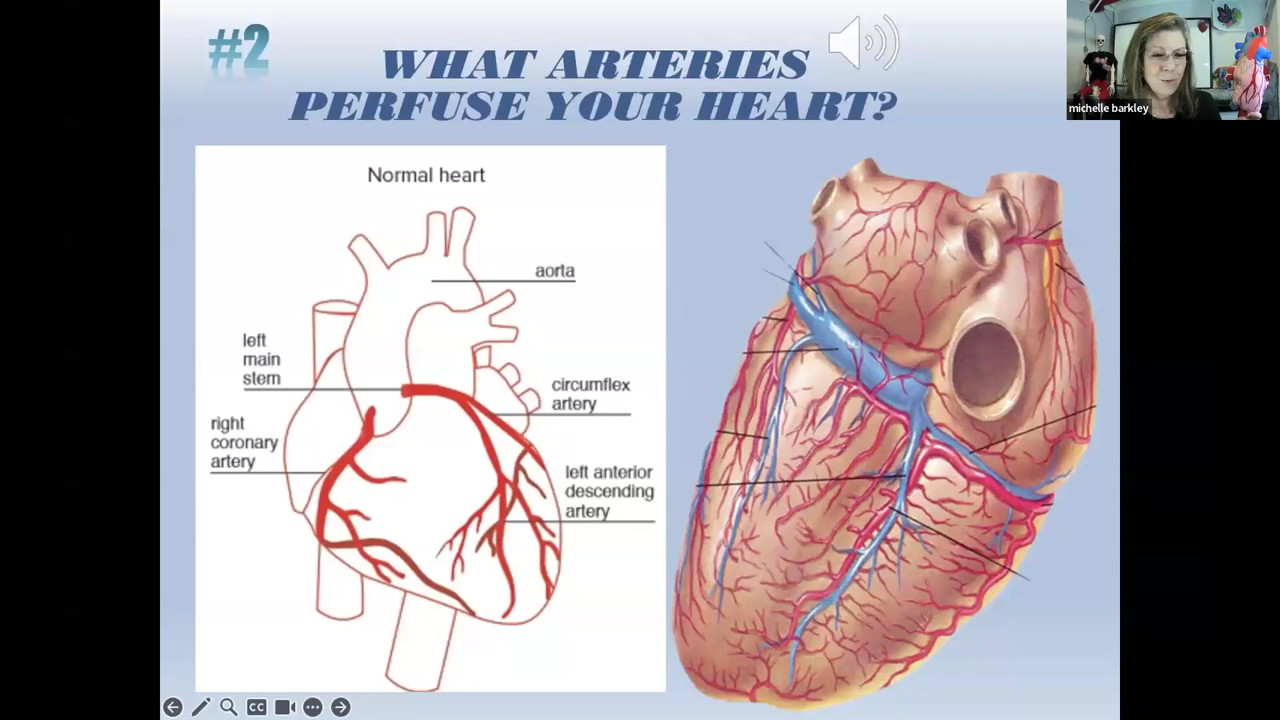 #2
WHAT ARTERIES
PERFUSE YOUR HEART?
michelle barkley
Normal heart
aorta
left
main
stem
circumflex
artery
right
coronary
artery
left anterior
descending
artery
CC